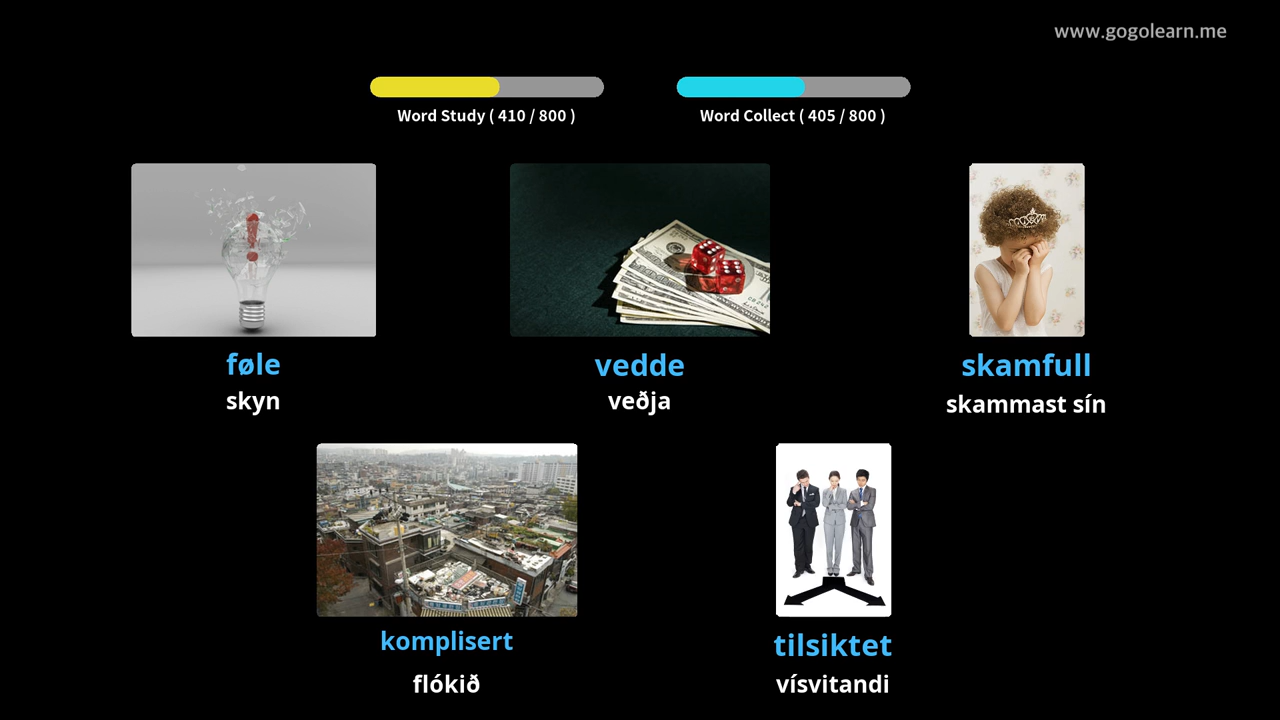 www.gogolearn.me
Word Study ( 410 / 800 )
Word Collect ( 405 / 800 )
føle
skyn
vedde
veðja
skamfull
skammast sín
komplisert
flókið
tilsiktet
vísvitandi